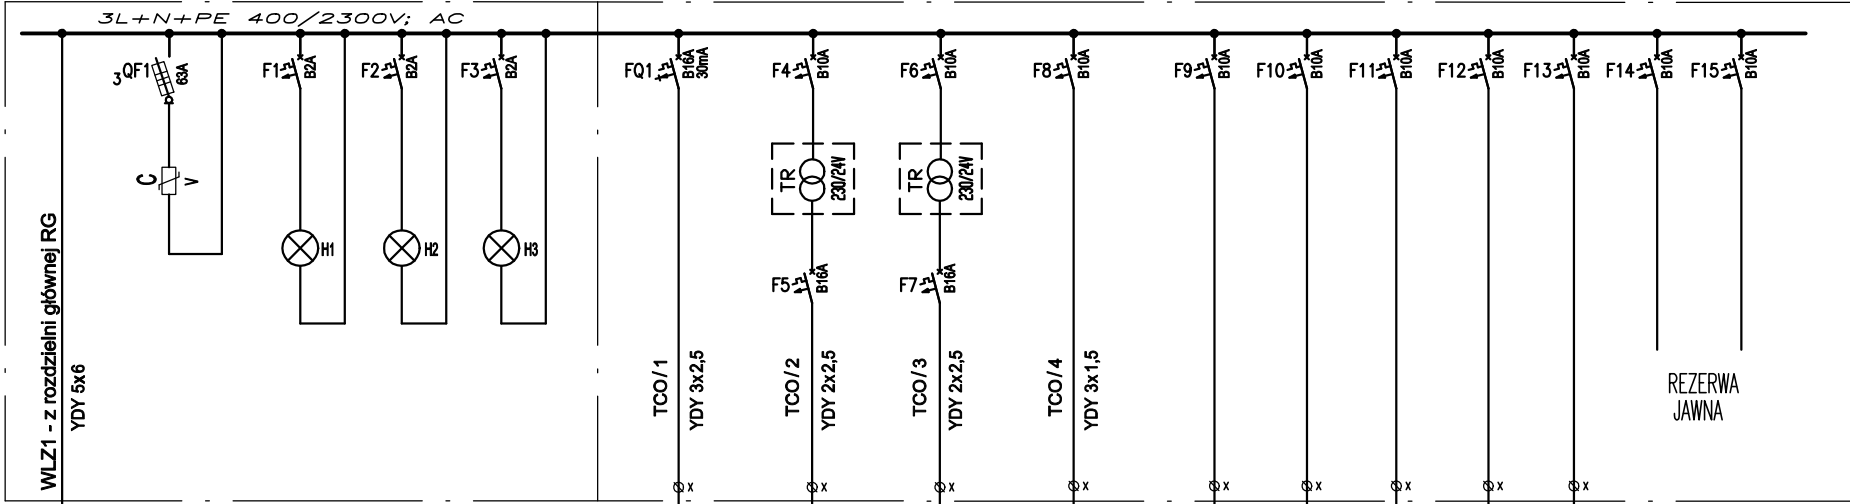 3L+N+PE 400/2300V; AC
WLZ1 - z rozdzielni głównej RG
YDY 5x6
3 QF1
63A
C
V
F1
B2A
H1
F2
B2A
H2
F3
B2A
H3
FQ1
B16A
30mA
TCO/1
YDY 3x2,5
x
F4
B10A
TR
230/24V
F5
B16A
TCO/2
YDY 2x2,5
x
F6
B10A
TR
230/24V
F7
B16A
TCO/3
YDY 2x2,5
x
F8
B10A
TCO/4
YDY 3x1,5
x
F9
B10A
x
F10
B10A
x
F11
B10A
x
F12
B10A
x
F13
B10A
x
F14
B10A
F15
B10A
REZERWA
JAWNA